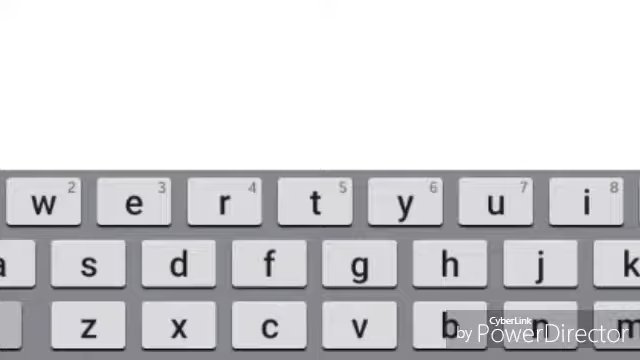 w 2 e 3 r 4 t 5 y 6 u 7 i 8
a s d f g h j k
z x c v b n m
CyberLink
by PowerDirector